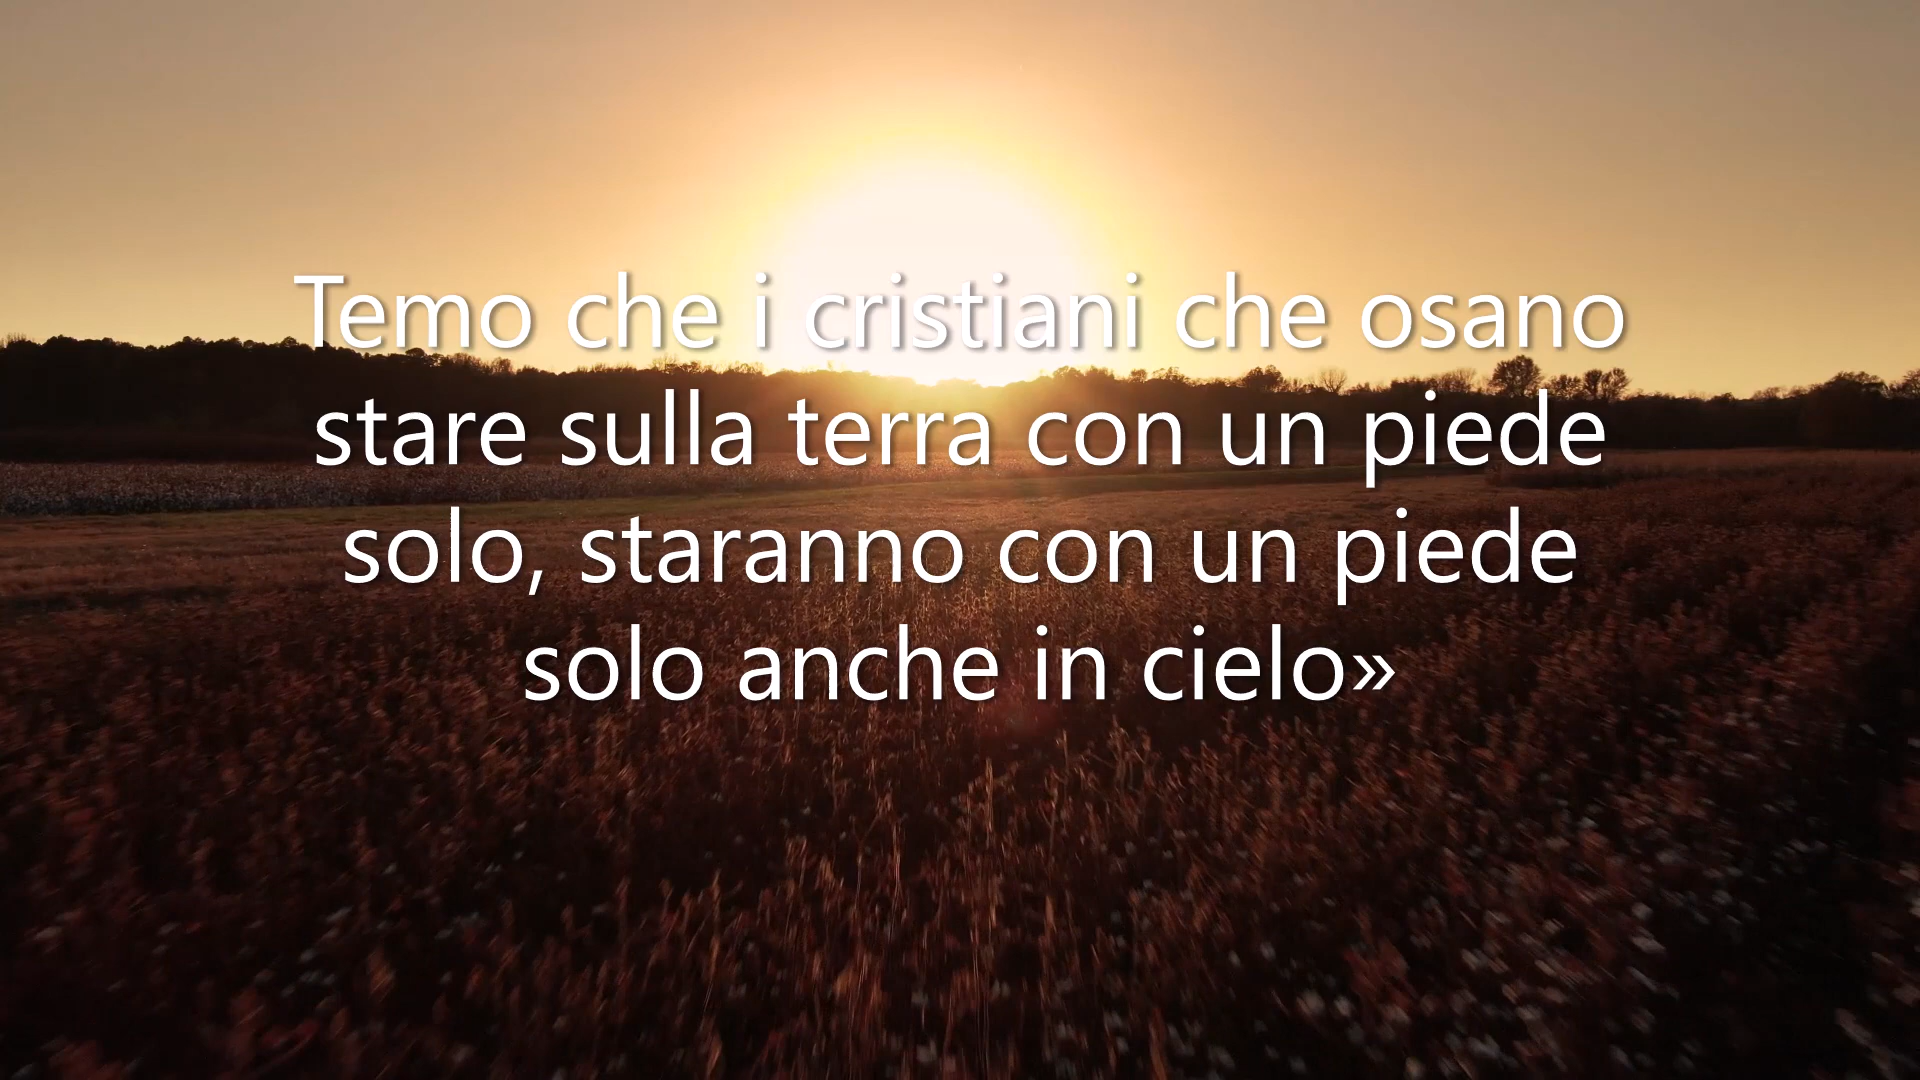 Temo che i cristiani che osano
stare sulla terra con un piede
solo, staranno con un piede
solo anche in cielo»